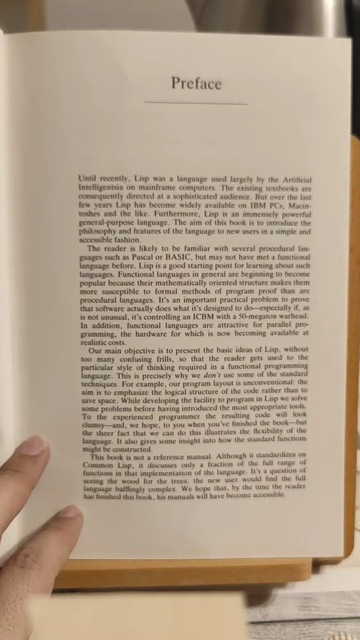 Preface
Until recently, Lisp was a language used largely by the Artificial
Intelligentsia on mainframe computers. The existing textbooks are
consequently directed at a sophisticated audience. But over the last
few years Lisp has become widely available on IBM PCs, Macin-
toshes and the like. Furthermore, Lisp is an immensely powerful
general-purpose language. The aim of this book is to introduce the
philosophy and features of the language to new users in a simple and
accessible fashion.
The reader is likely to be familiar with several procedural lan-
guages such as Pascal or BASIC, but may not have met a functional
language before. Lisp is a good starting point for learning about such
languages. Functional languages in general are beginning to become
popular because their mathematically oriented structure makes them
more susceptible to formal methods of program proof than are
procedural languages. It's an important practical problem to prove
that software actually does what it's designed to do—especially if, as
is not unusual, it's controlling an ICBM with a 50-megaton warhead.
In addition, functional languages are attractive for parallel pro-
gramming, the hardware for which is now becoming available at
realistic costs.
Our main objective is to present the basic ideas of Lisp, without
too many confusing frills, so that the reader gets used to the
particular style of thinking required in a functional programming
language. This is precisely why we don't use some of the standard
techniques. For example, our program layout is unconventional: the
aim is to emphasize the logical structure of the code rather than to
save space. While developing the facility to program in Lisp we solve
some problems before having introduced the most appropriate tools.
To the experienced programmer the resulting code will look
clumsy—and, we hope, to you when you've finished the book—but
the sheer fact that we can do this illustrates the flexibility of the
language. It also gives some insight into how the standard functions
might be constructed.
This book is not a reference manual. Although it standardizes on
Common Lisp, it discusses only a fraction of the full range of
functions in that implementation of the language. It's a question of
seeing the wood for the trees: the new user would find the full
language bafflingly complex. We hope that, by the time the reader
has finished this book, his manuals will have become accessible.